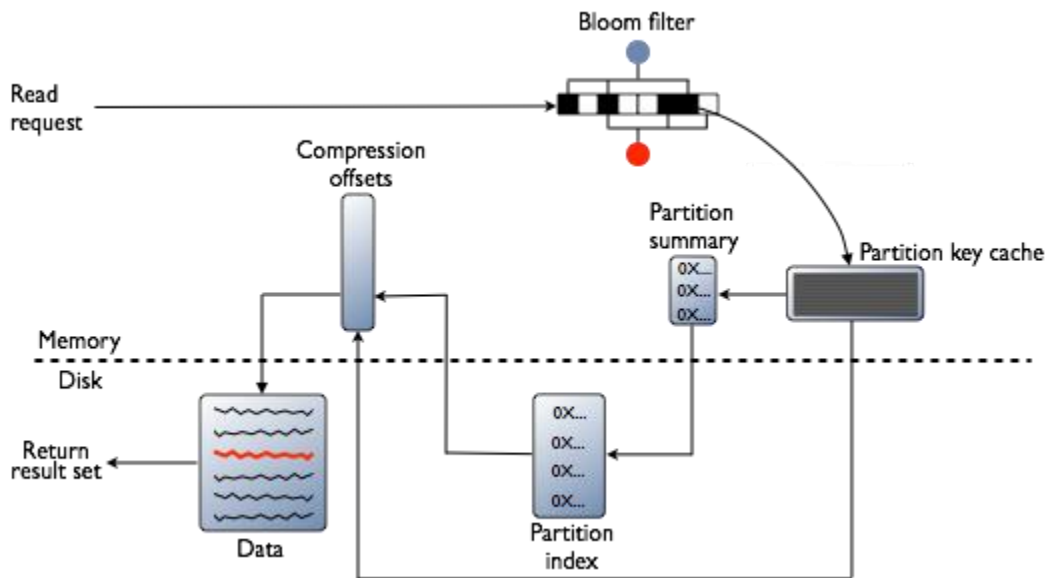 Bloom filter
Read
request
Compression
offsets
Partition
summary
Partition key cache
0X...
0X...
0X...
Memory
Disk
0X...
0X...
0X...
0X...
Return
result set
Data
Partition
index